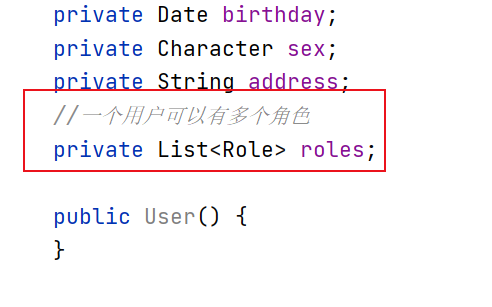 private Date birthday;
private Character sex;
private String address;
//一个用户可以有多个角色
private List<Role> roles;
public User() {
}